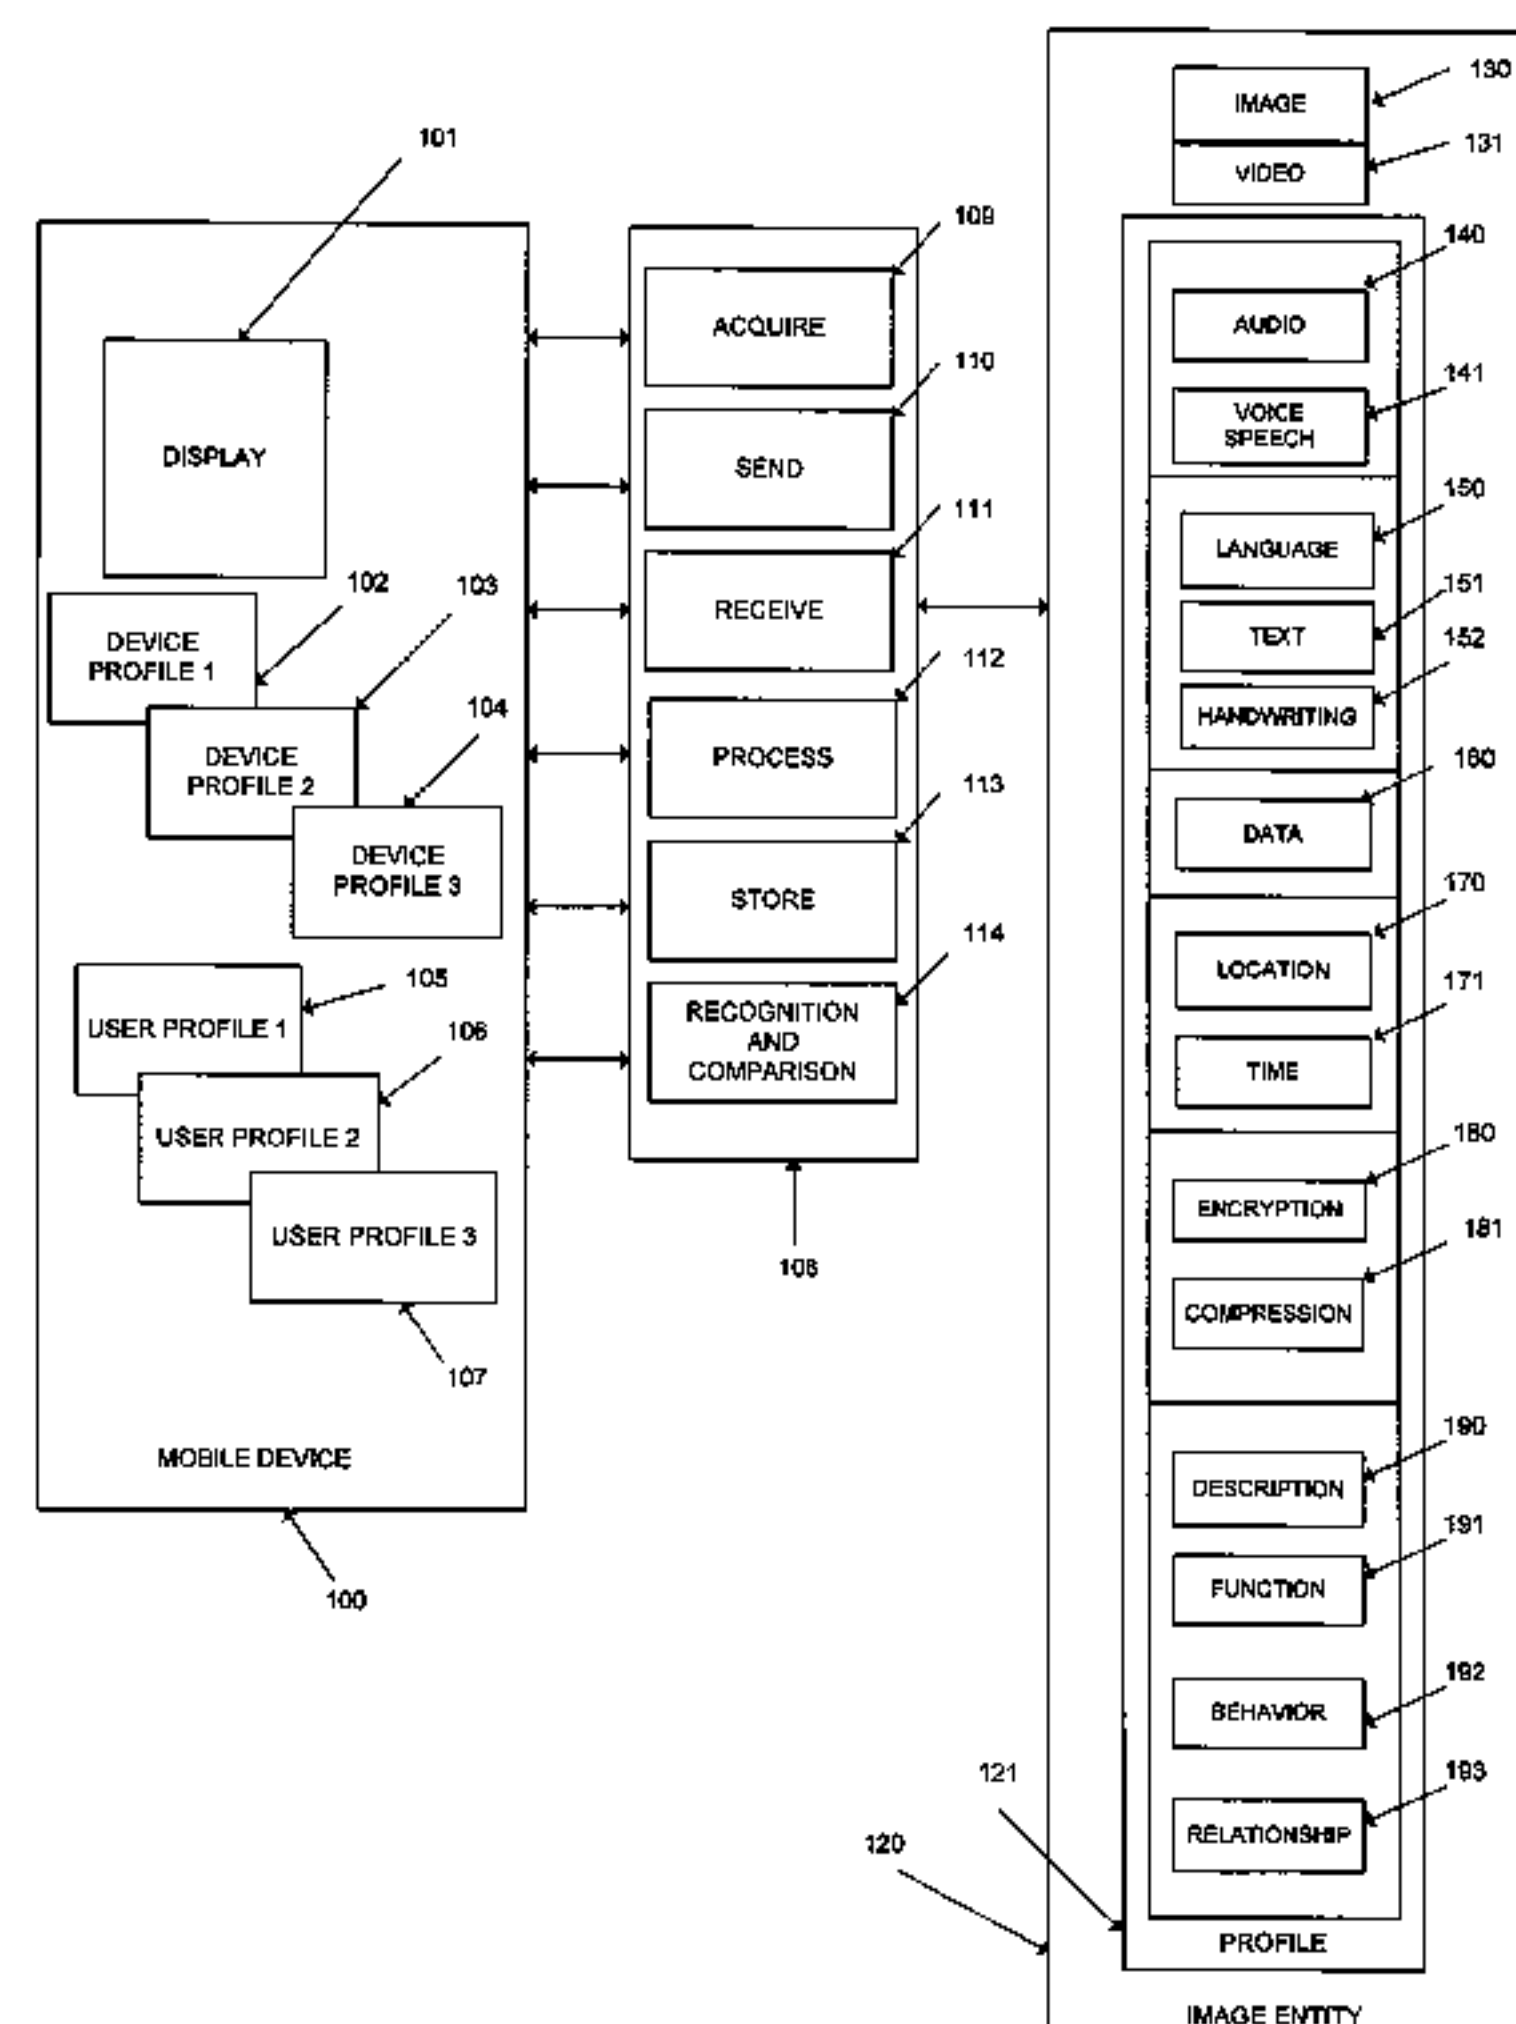 101
DISPLAY
102
103
DEVICE
PROFILE 1
104
DEVICE
PROFILE 2
DEVICE
PROFILE 3
105
USER PROFILE 1
106
USER PROFILE 2
USER PROFILE 3
107
MOBILE DEVICE
100
109
ACQUIRE
110
SEND
111
RECEIVE
112
PROCESS
113
STORE
114
RECOGNITION
AND
COMPARISON
108
130
IMAGE
131
VIDEO
140
AUDIO
141
VOICE
SPEECH
150
LANGUAGE
151
TEXT
152
HANDWRITING
160
DATA
170
LOCATION
171
TIME
180
ENCRYPTION
181
COMPRESSION
190
DESCRIPTION
191
FUNCTION
192
BEHAVIOR
193
RELATIONSHIP
121
120
PROFILE
IMAGE ENTITY